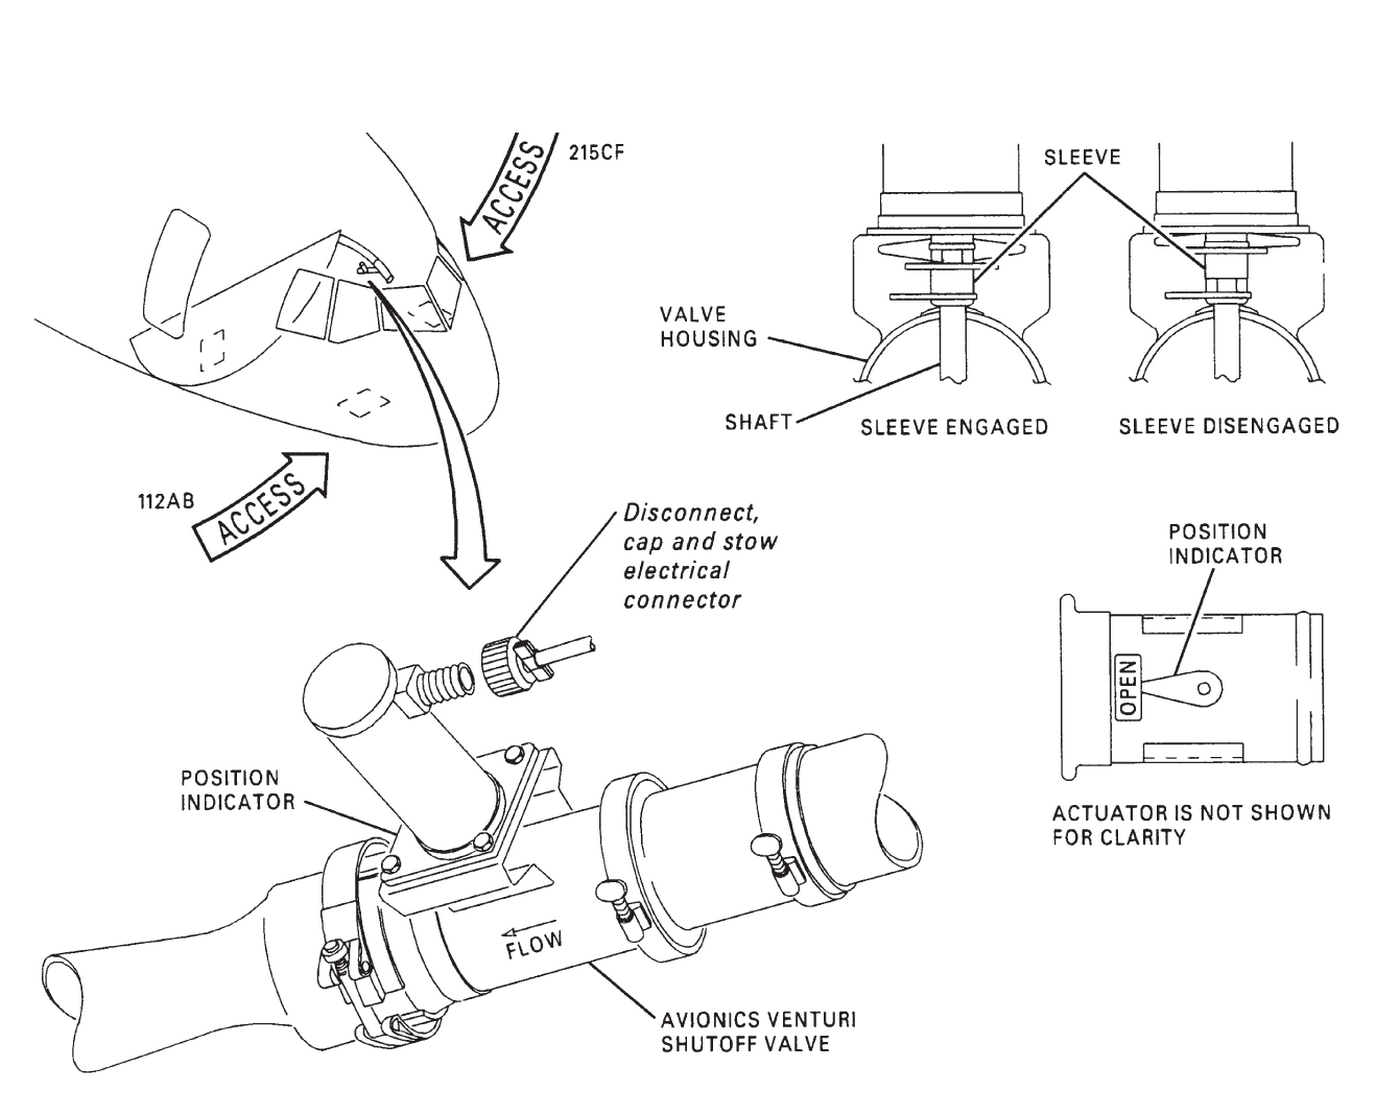 ACCESS
215CF
SLEEVE
VALVE
HOUSING
SHAFT
SLEEVE ENGAGED
SLEEVE DISENGAGED
112AB
ACCESS
Disconnect,
cap and stow
electrical
connector
POSITION
INDICATOR
OPEN
POSITION
INDICATOR
ACTUATOR IS NOT SHOWN
FOR CLARITY
FLOW
AVIONICS VENTURI
SHUTOFF VALVE